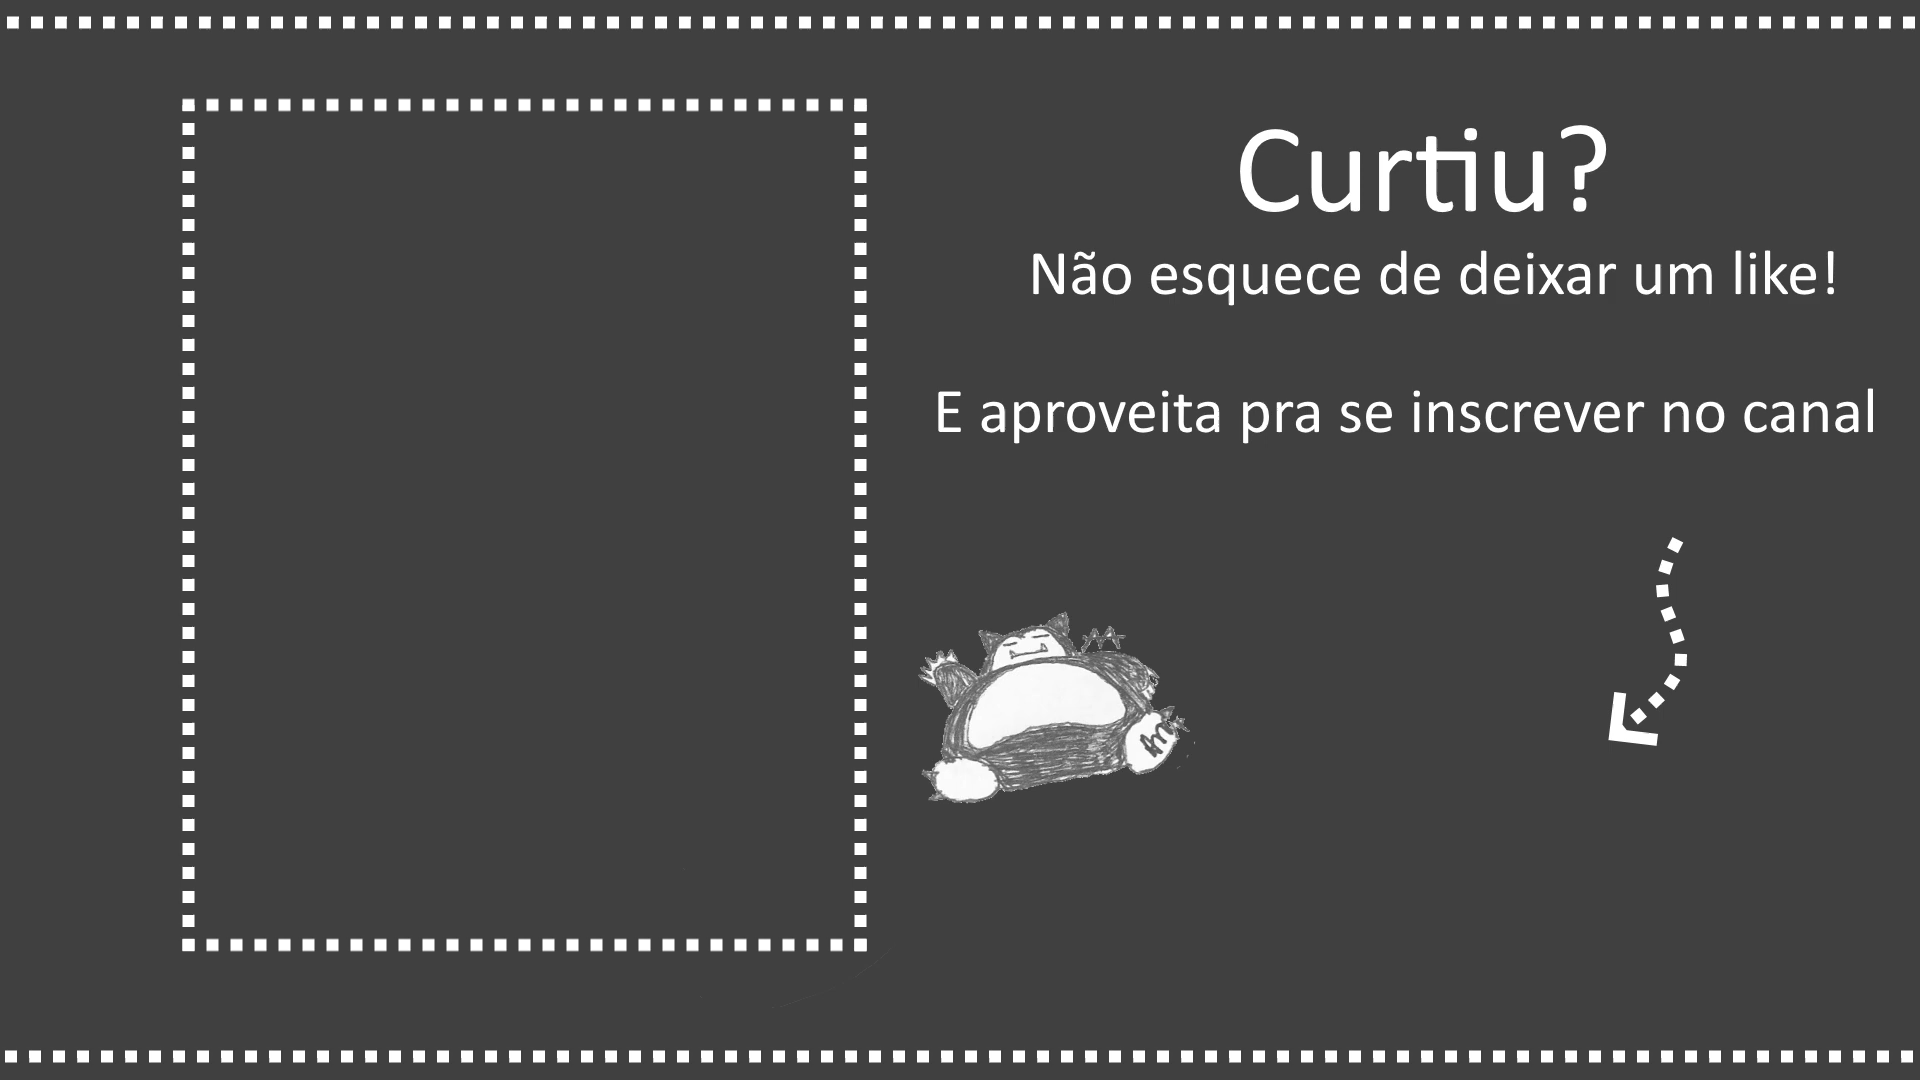 Curtiu?
Não esquece de deixar um like!
E aproveita pra se inscrever no canal